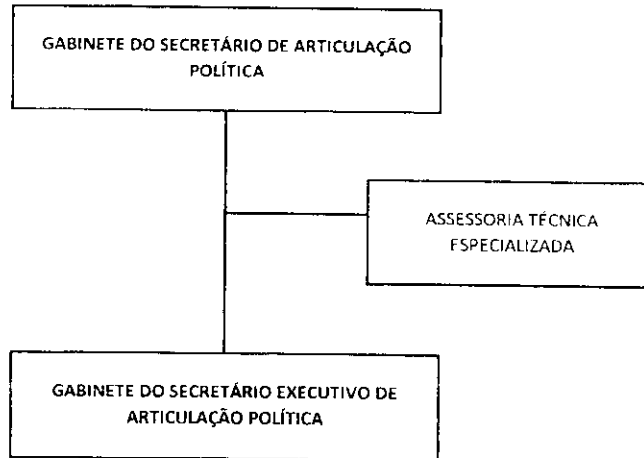 GABINETE DO SECRETÁRIO DE ARTICULAÇÃO
POLÍTICA
ASSESSORIA TÉCNICA
ESPECIALIZADA
GABINETE DO SECRETÁRIO EXECUTIVO DE
ARTICULAÇÃO POLÍTICA